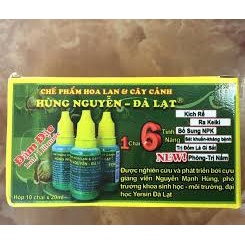 CHẾ PHẨM HOA LAN & CÂY CẢNH
HÙNG NGUYỄN - ĐÀ LẠT
®
Đậm Đặc
1 Chai 6 Tính Năng
Kích Rễ
Ra Keiki
Bổ Sung NPK
Sát khuẩn-kháng bệnh
Trị Đốm Lá Gỉ Sắt
NEW! Phòng-Trị Nấm
Hộp 10 chai x 20ml
Được nghiên cứu và phát triển bởi cựu
giảng viên Nguyễn Mạnh Hùng, phó
trưởng khoa sinh học - môi trường, đại
học Yersin Đà Lạt